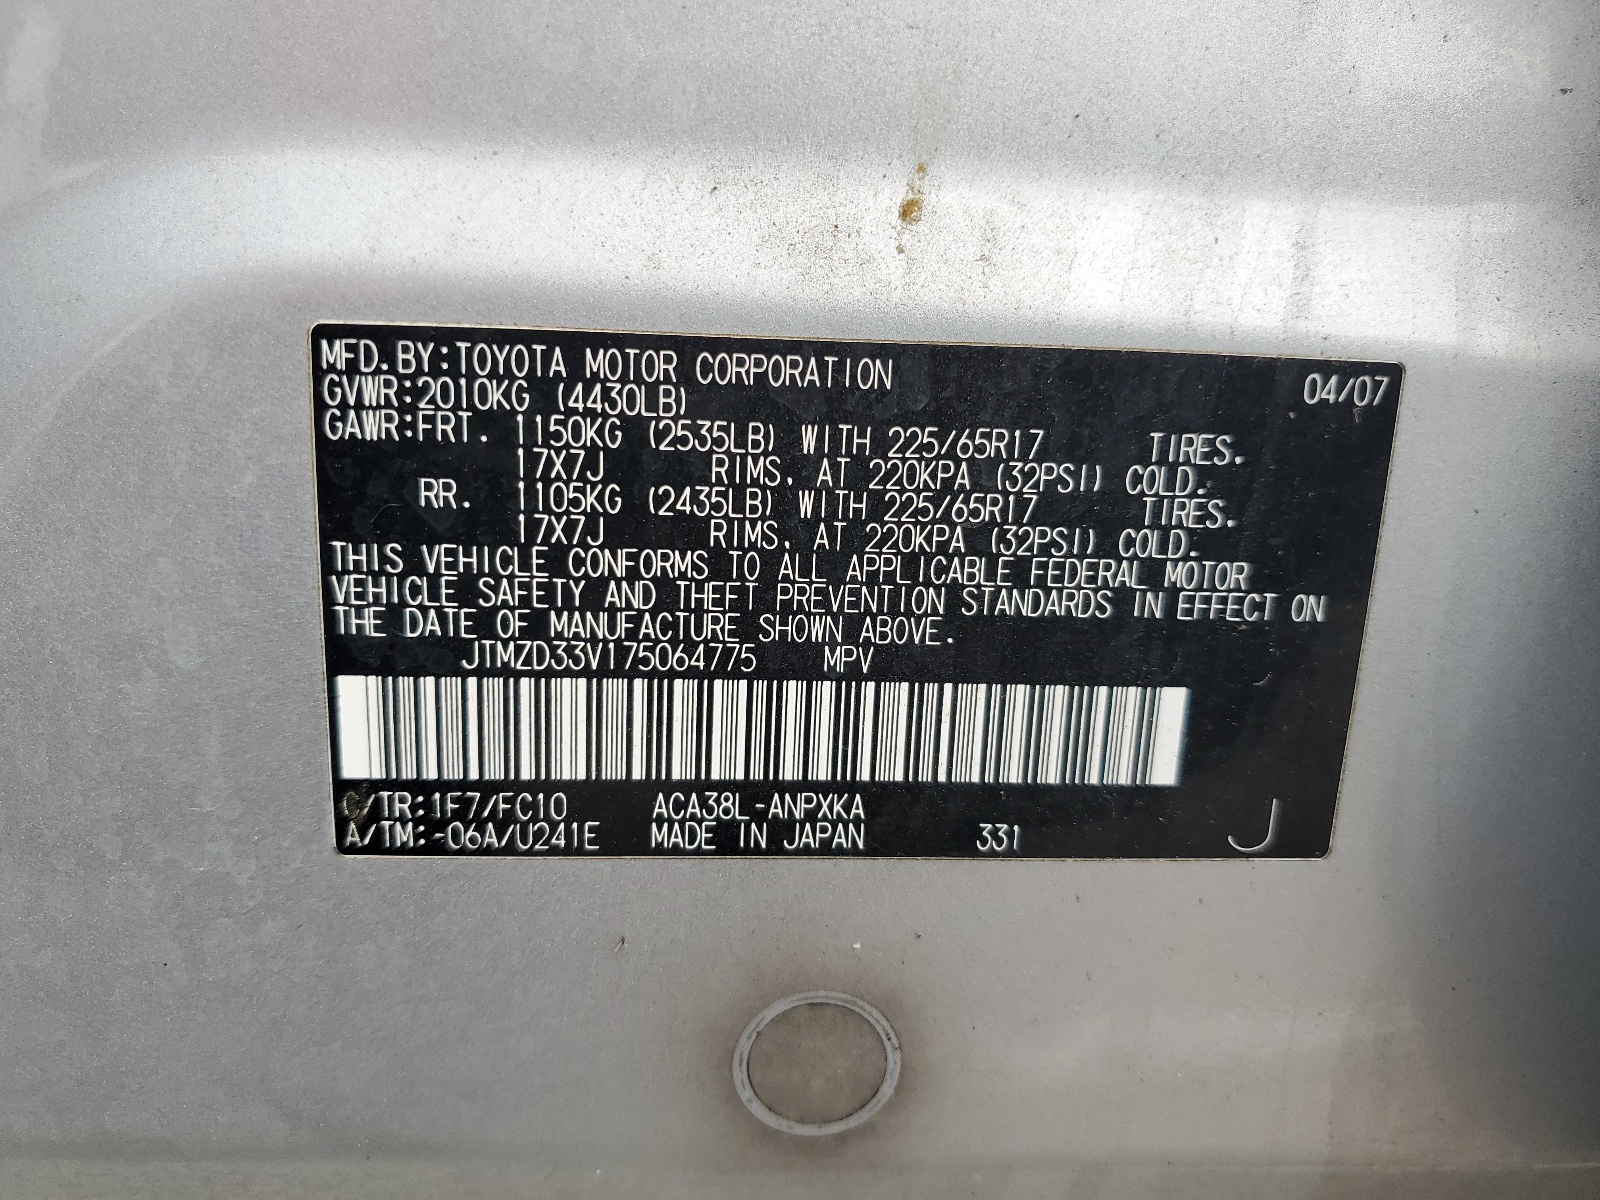 MFD.BY:TOYOTA MOTOR CORPORATION 04/07
GVWR:2010KG (4430LB)
GAWR:FRT. 1150KG (2535LB) WITH 225/65R17 TIRES.
17X7J RIMS, AT 220KPA (32PSI) COLD.
RR. 1105KG (2435LB) WITH 225/65R17 TIRES.
17X7J RIMS, AT 220KPA (32PSI) COLD.
THIS VEHICLE CONFORMS TO ALL APPLICABLE FEDERAL MOTOR
VEHICLE SAFETY AND THEFT PREVENTION STANDARDS IN EFFECT ON
THE DATE OF MANUFACTURE SHOWN ABOVE.
JTMZD33V175064775 MPV
C/TR:1F7/FC10 ACA38L-ANPXKA
A/TM:-06A/U241E MADE IN JAPAN 331 J